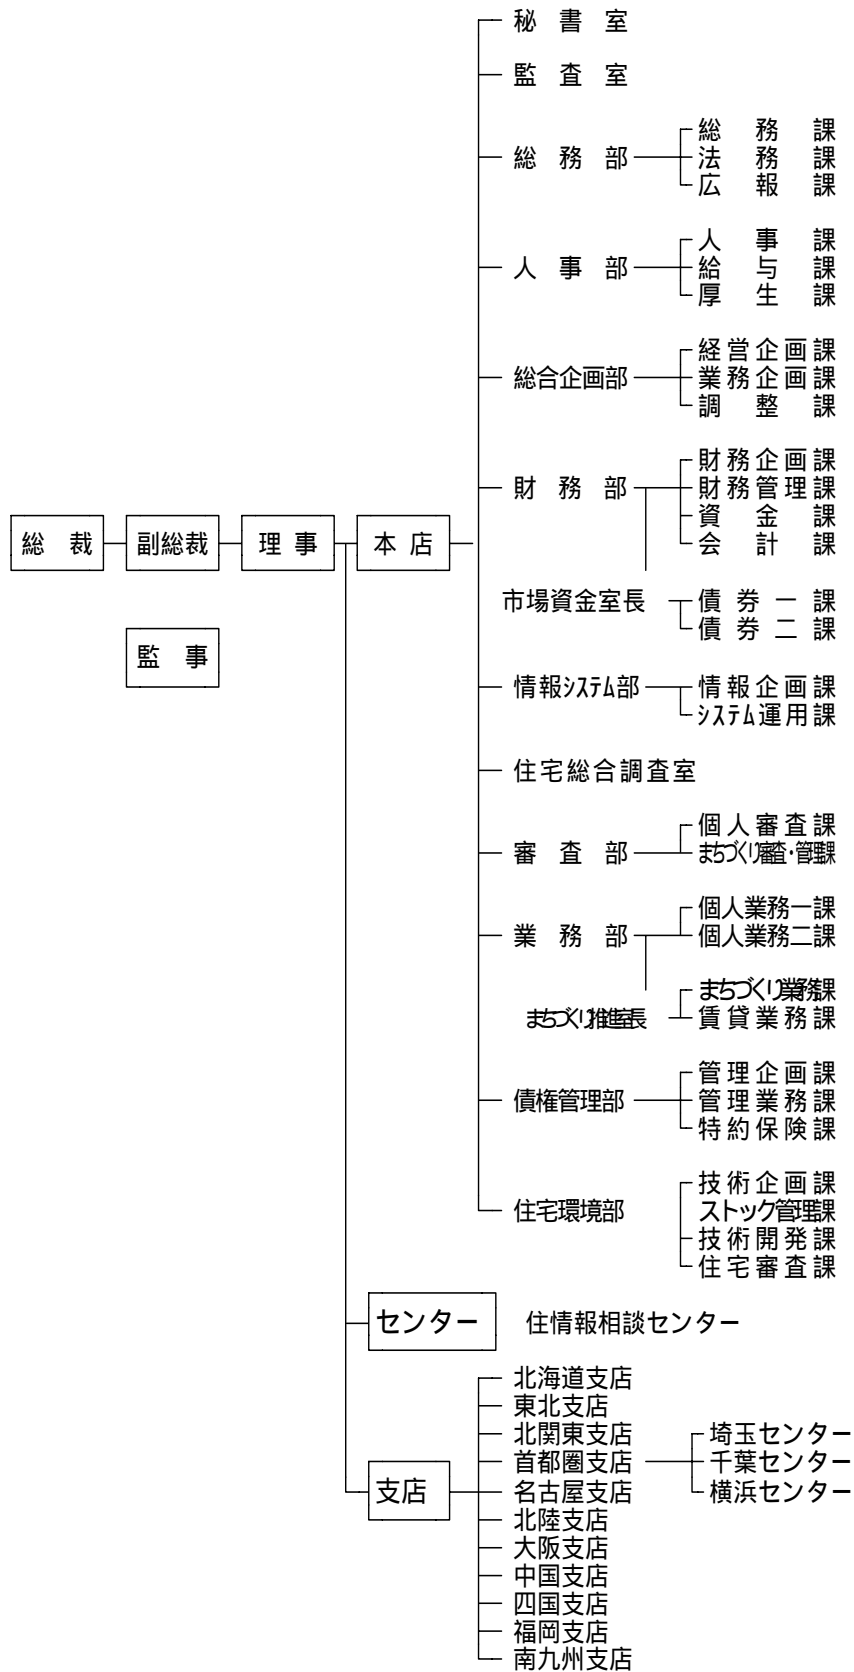 秘書室
監査室
総務部
総務課
法務課
広報課
人事部
人事課
給与課
厚生課
総合企画部
経営企画課
業務企画課
調整課
財務部
財務企画課
財務管理課
資金課
会計課
総裁
副総裁
理事
本店
市場資金室長
債券一課
債券二課
監事
情報システム部
情報企画課
システム運用課
住宅総合調査室
審査部
個人審査課
まちづくり審査・管理課
業務部
個人業務一課
個人業務二課
まちづくり推進室長
まちづくり業務課
賃貸業務課
債権管理部
管理企画課
管理業務課
特約保険課
住宅環境部
技術企画課
ストック管理課
技術開発課
住宅審査課
センター
住情報相談センター
支店
北海道支店
東北支店
北関東支店
首都圏支店
埼玉センター
千葉センター
横浜センター
名古屋支店
北陸支店
大阪支店
中国支店
四国支店
福岡支店
南九州支店